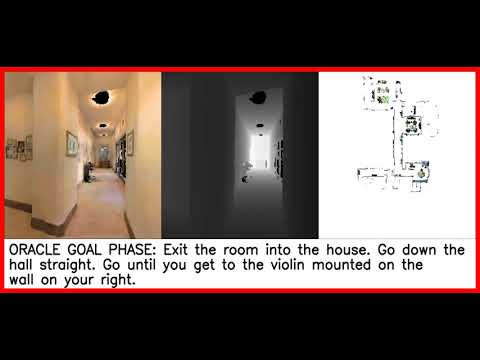 ORACLE GOAL PHASE: Exit the room into the house. Go down the
hall straight. Go until you get to the violin mounted on the
wall on your right.